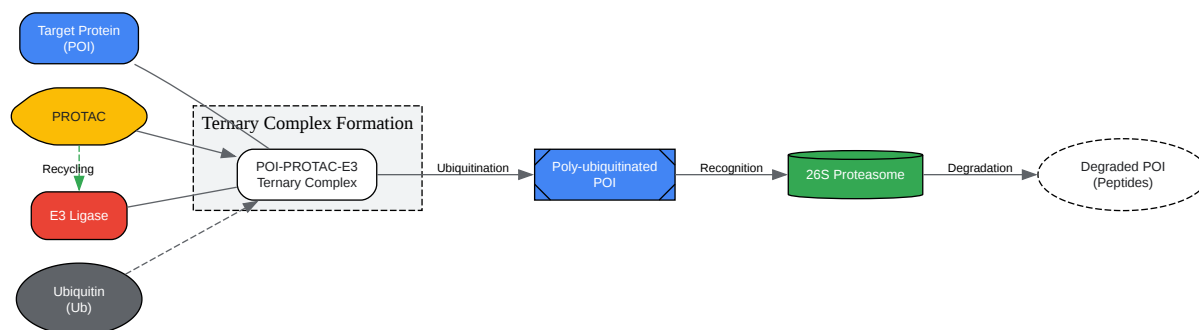 Target Protein
(POI)
PROTAC
Recycling
E3 Ligase
Ubiquitin
(Ub)
Ternary Complex Formation
POI-PROTAC-E3
Ternary Complex
Ubiquitination
Poly-ubiquitinated
POI
Recognition
26S Proteasome
Degradation
Degraded POI
(Peptides)